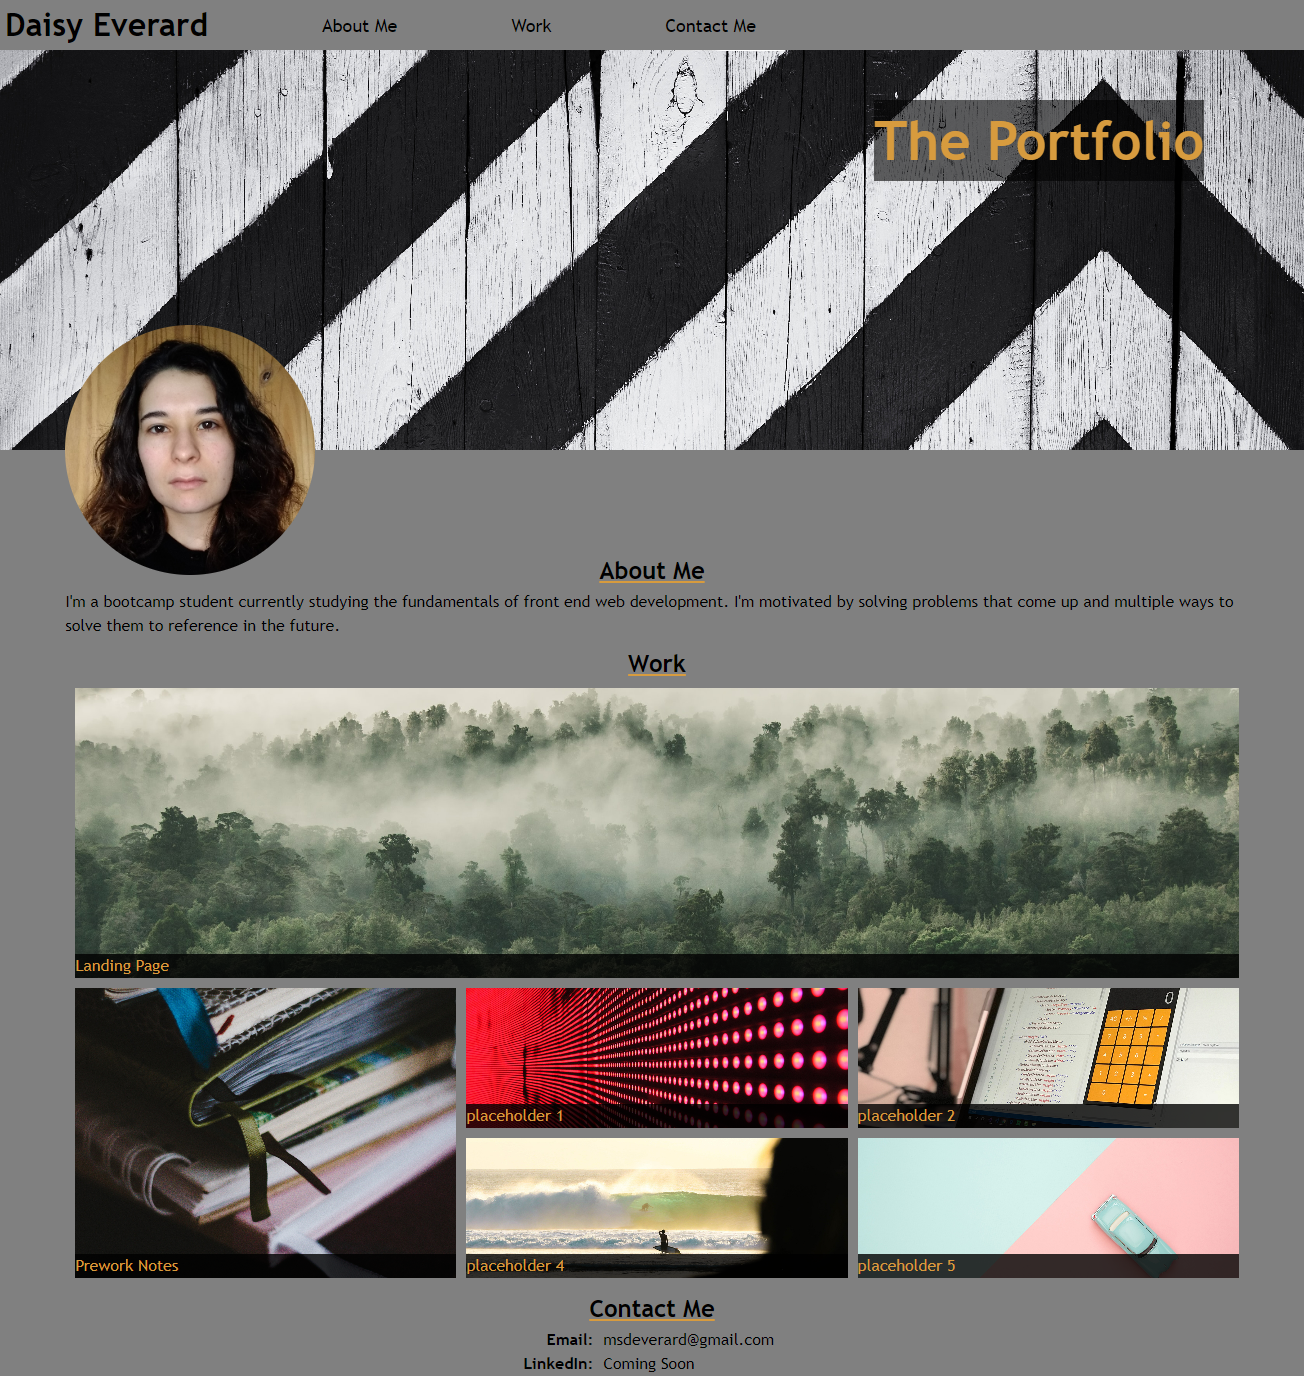 Daisy Everard
About Me
Work
Contact Me
The Portfolio
About Me
I'm a bootcamp student currently studying the fundamentals of front end web development. I'm motivated by solving problems that come up and multiple ways to
solve them to reference in the future.
Work
Landing Page
Prework Notes
placeholder 1
0
placeholder 2
placeholder 4
placeholder 5
Contact Me
Email: msdeverard@gmail.com
LinkedIn: Coming Soon